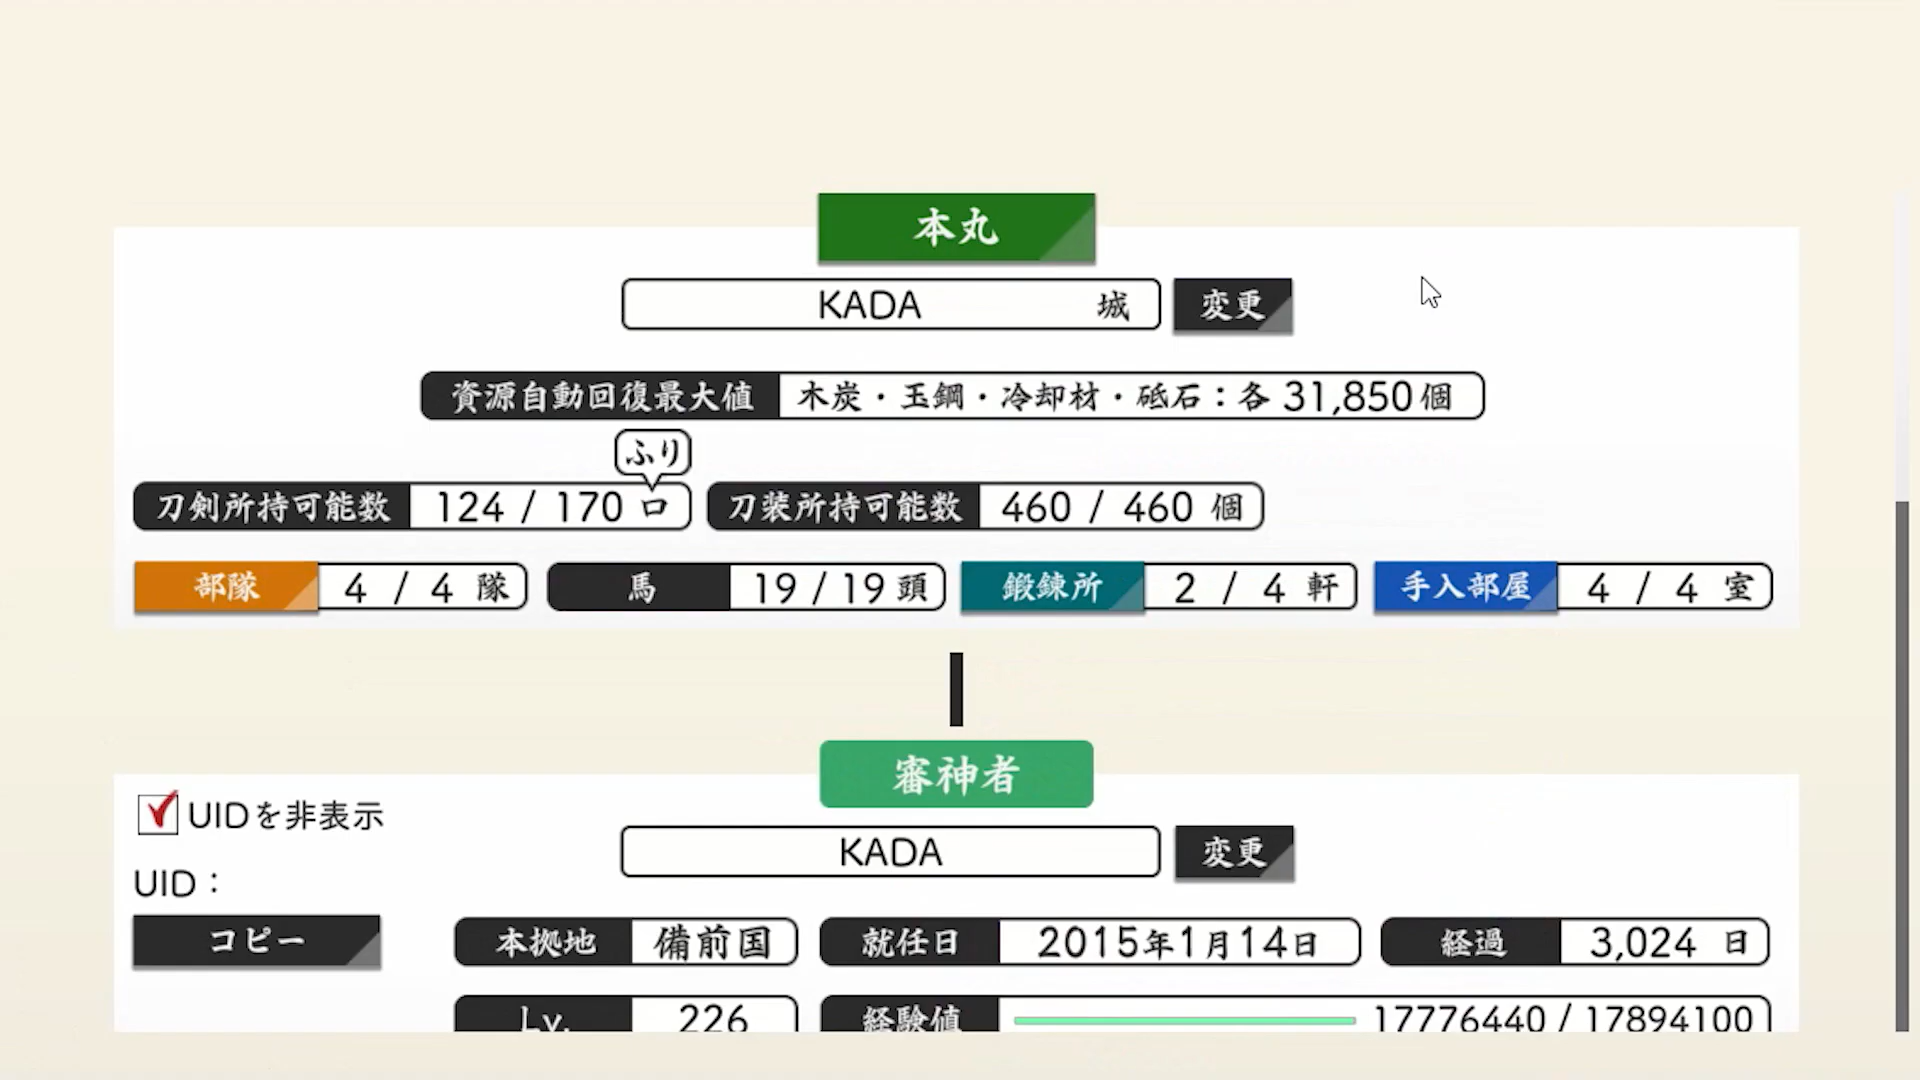 本丸
KADA 城 変更
資源自動回復最大値 木炭・玉鋼・冷却材・砥石：各 31,850個
ふり
刀剣所持可能数 124 / 170 口 刀装所持可能数 460 / 460 個
部隊 4 / 4 隊 馬 19 / 19 頭 鍛錬所 2 / 4 軒 手入部屋 4 / 4 室
審神者
UIDを非表示
KADA 変更
UID：
コピー 本拠地 備前国 就任日 2015年1月14日 経過 3,024 日
Lv. 226 経験値 17776440 / 17894100